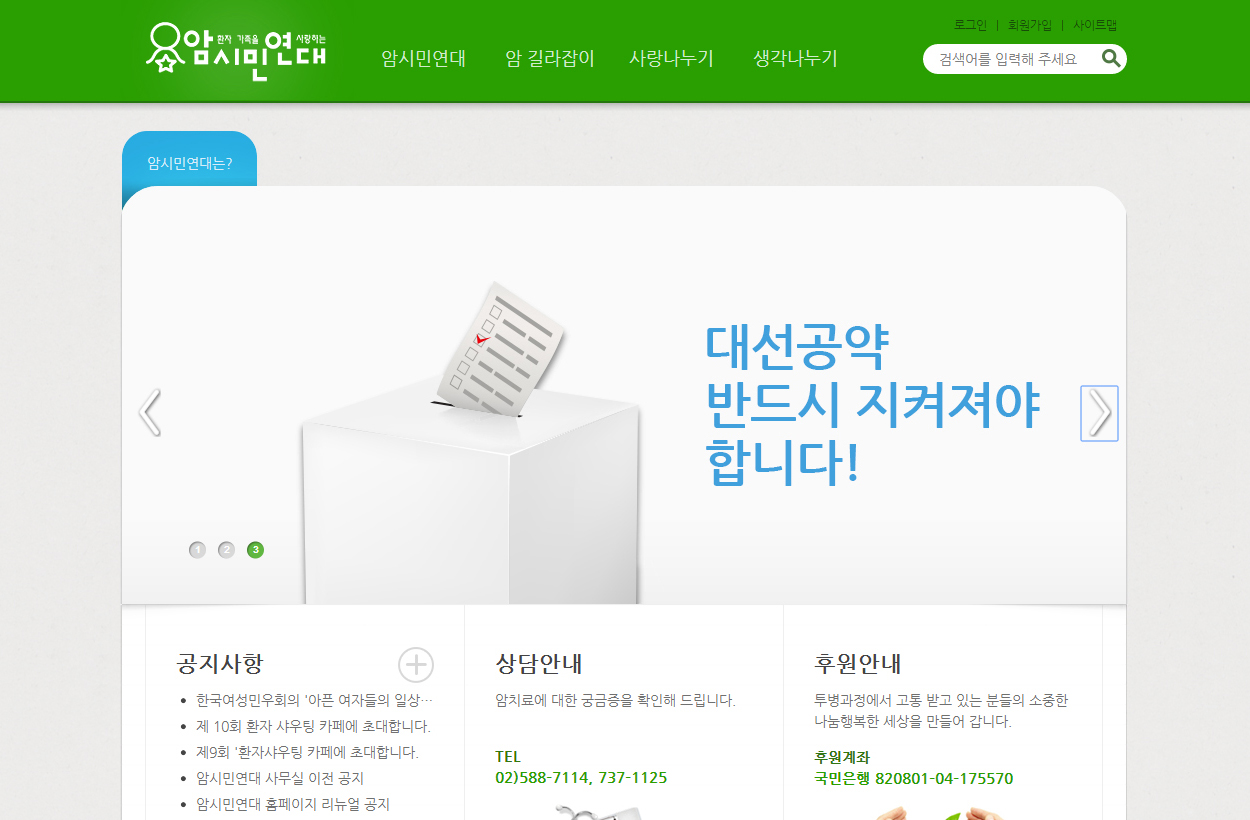 로그인 | 회원가입 | 사이트맵
환자 가족을 사랑하는
암시민연대
암시민연대 암 길라잡이 사랑나누기 생각나누기
검색어를 입력해 주세요
암시민연대는?
대선공약
반드시 지켜져야
합니다!
1 2 3
공지사항
한국여성민우회의 '아픈 여자들의 일상…
제 10회 환자 샤우팅 카페에 초대합니다.
제9회 '환자샤우팅 카페에 초대합니다.
암시민연대 사무실 이전 공지
암시민연대 홈페이지 리뉴얼 공지
상담안내
암치료에 대한 궁금증을 확인해 드립니다.
TEL
02)588-7114, 737-1125
후원안내
투병과정에서 고통 받고 있는 분들의 소중한
나눔행복한 세상을 만들어 갑니다.
후원계좌
국민은행 820801-04-175570